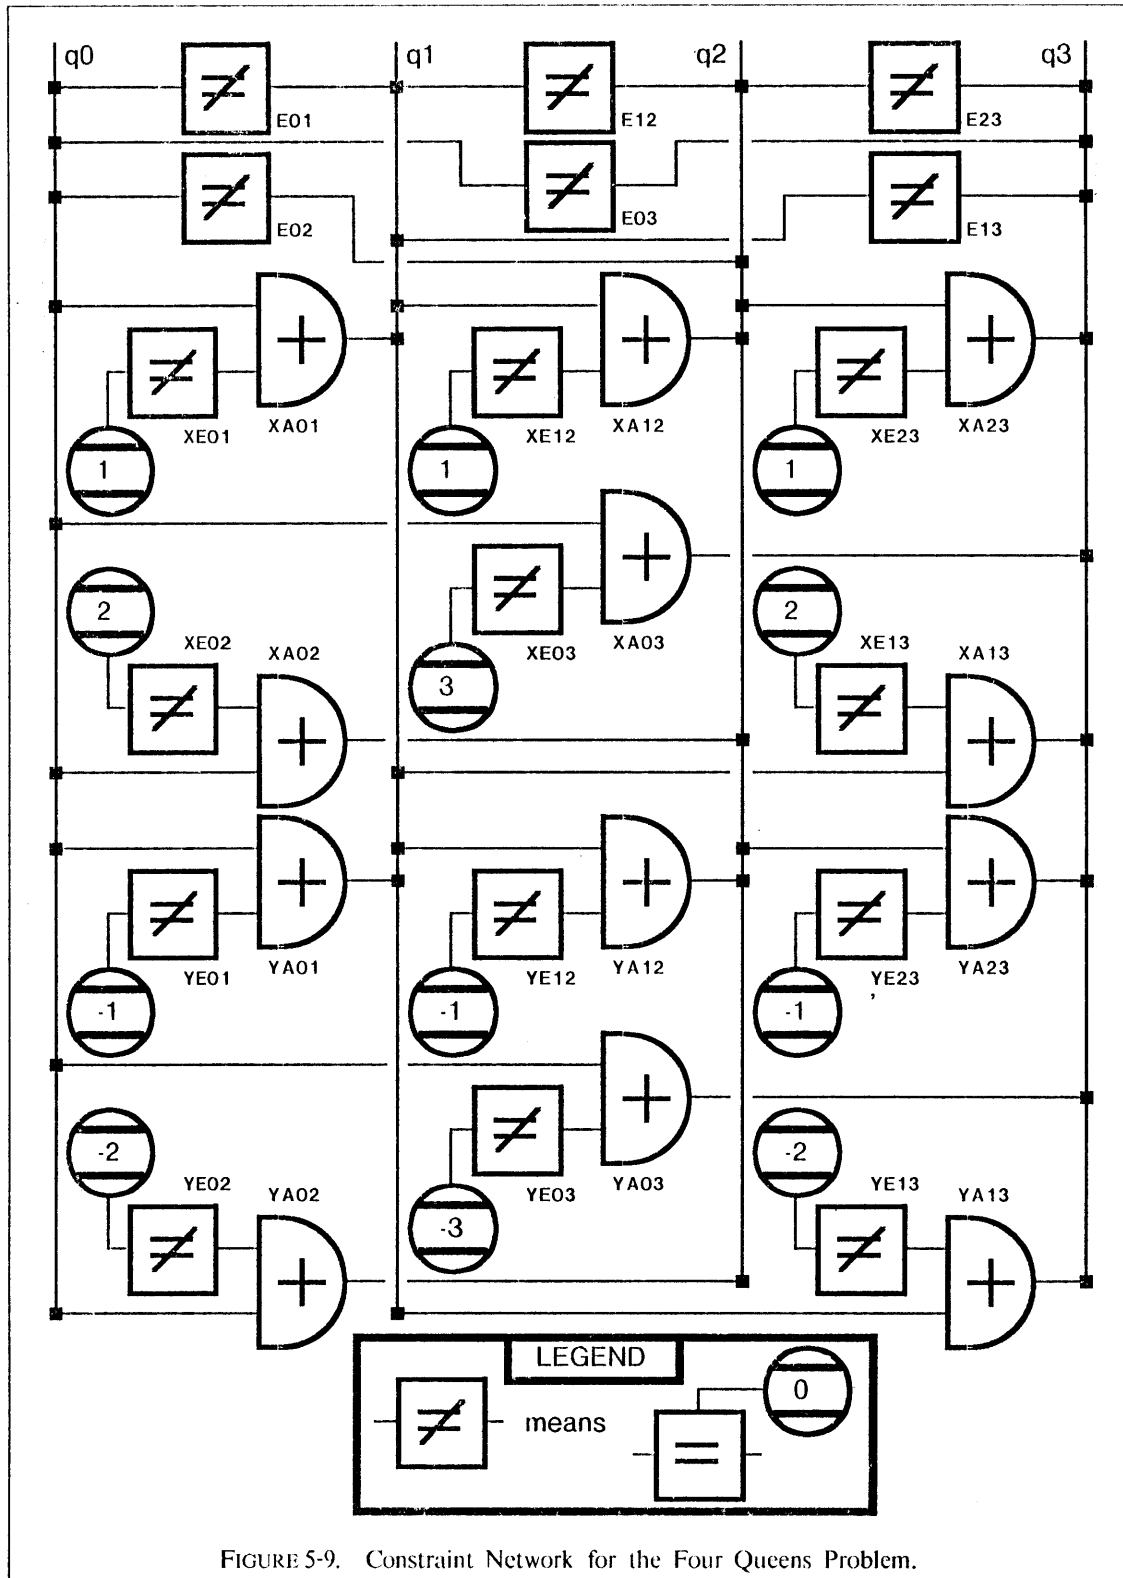 q0 q1 q2 q3
E01 E12 E23
E02 E03 E13
XE01 XA01 XE12 XA12 XE23 XA23
1 1 1
2 2
XE02 XA02 XE03 XA03 XE13 XA13
3
YE01 YA01 YE12 YA12 YE23 YA23
-1 -1 -1
-2 -2
YE02 YA02 YE03 YA03 YE13 YA13
-3
LEGEND
0
means
FIGURE 5-9. Constraint Network for the Four Queens Problem.